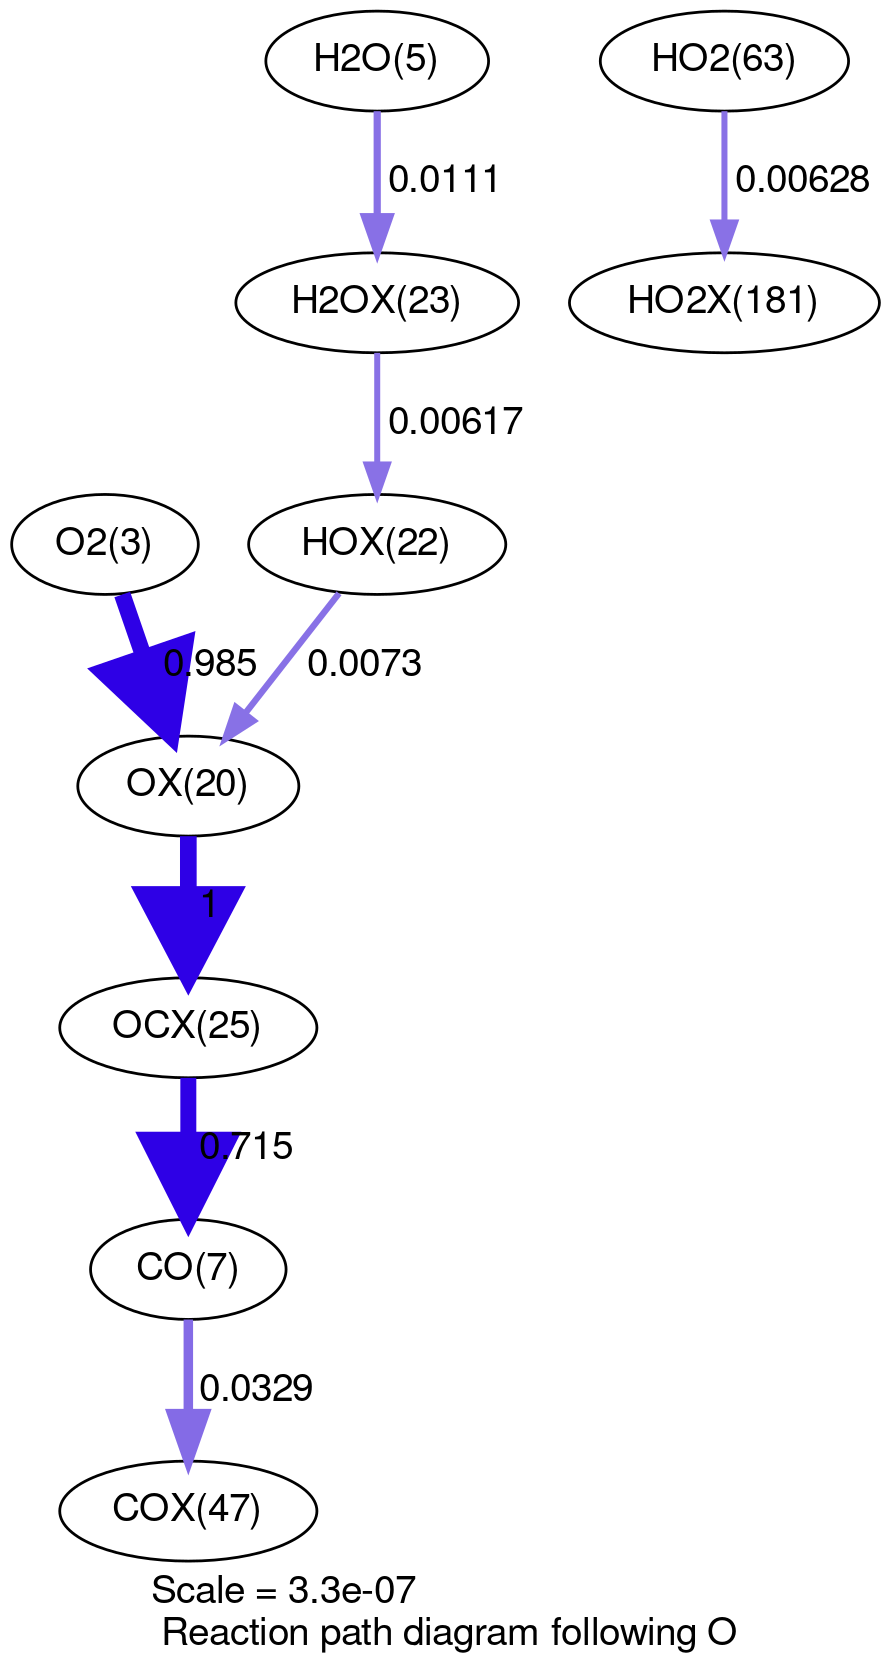 H2O(5)
HO2(63)
0.0111
0.00628
H2OX(23)
HO2X(181)
0.00617
O2(3)
HOX(22)
0.985
0.0073
OX(20)
1
OCX(25)
0.715
CO(7)
0.0329
COX(47)
Scale = 3.3e-07
Reaction path diagram following O